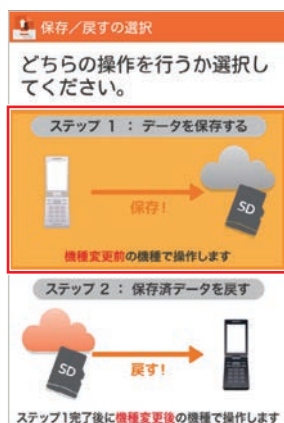 保存／戻すの選択
どちらの操作を行うか選択し
てください。
ステップ 1 ： データを保存する
保存！
SD
機種変更前の機種で操作します
ステップ 2 ： 保存済データを戻す
SD
戻す！
ステップ1完了後に機種変更後の機種で操作します